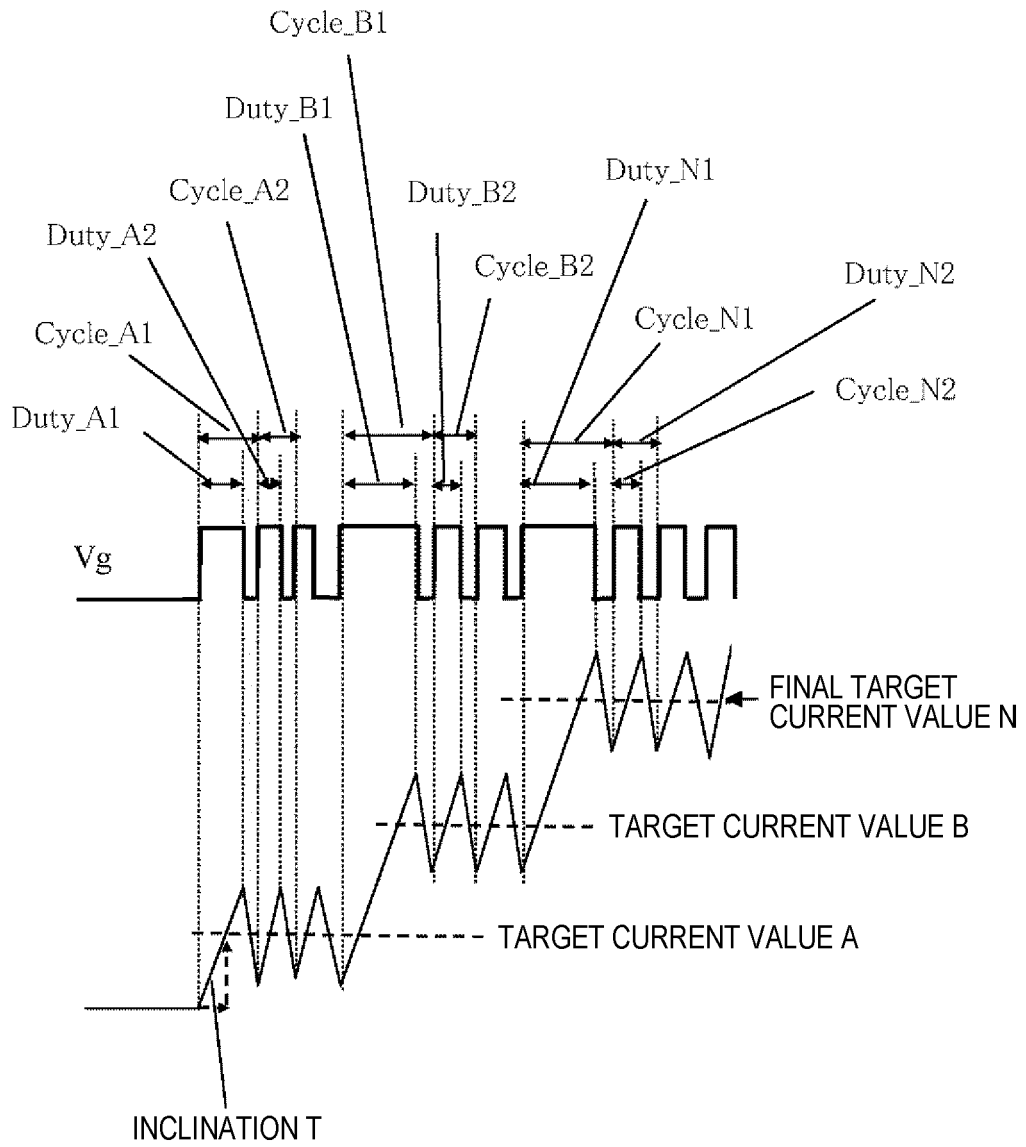 Cycle_B1
Duty_B1
Cycle_A2
Duty_B2
Duty_N1
Duty_A2
Cycle_B2
Duty_N2
Cycle_A1
Cycle_N1
Duty_A1
Cycle_N2
Vg
FINAL TARGET
CURRENT VALUE N
TARGET CURRENT VALUE B
TARGET CURRENT VALUE A
INCLINATION T